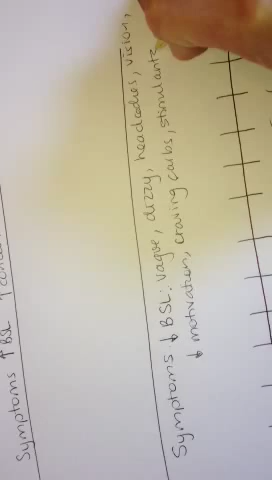 Symptoms ↑ BSL ↑
Symptoms ↓ BSL: Vague, dizzy, headaches, vision,
↓ motivation, craving carbs, stimulants